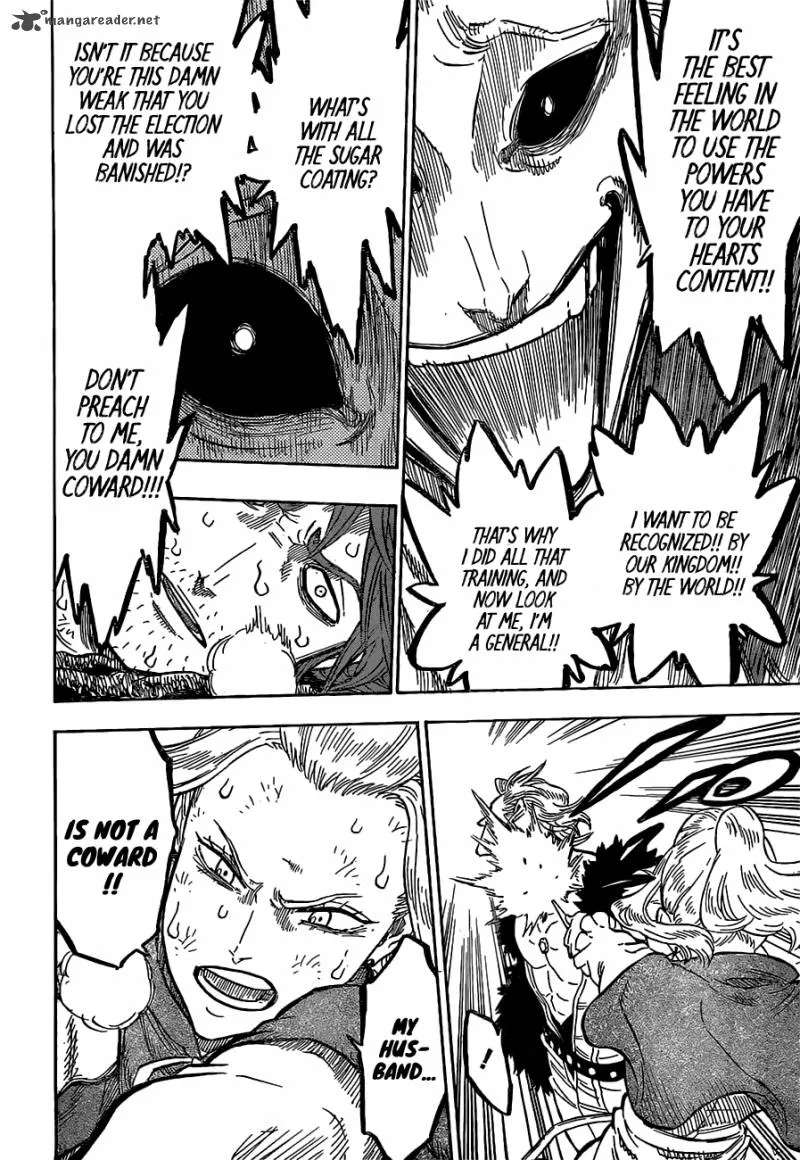 mangareader.net
IT'S
THE BEST
FEELING IN
THE WORLD
TO USE THE
POWERS
YOU HAVE
TO YOUR
HEARTS
CONTENT!!
I WANT TO BE
RECOGNIZED!! BY
OUR KINGDOM!!
BY THE WORLD!!
THAT'S WHY
I DID ALL THAT
TRAINING, AND
NOW LOOK
AT ME, I'M
A GENERAL!!
WHAT'S
WITH ALL
THE SUGAR
COATING?
ISN'T IT BECAUSE
YOU'RE THIS DAMN
WEAK THAT YOU
LOST THE ELECTION
AND WAS
BANISHED!?
DON'T
PREACH
TO ME,
YOU DAMN
COWARD!!!
!
MY
HUS-
BAND...
IS NOT A
COWARD
!!